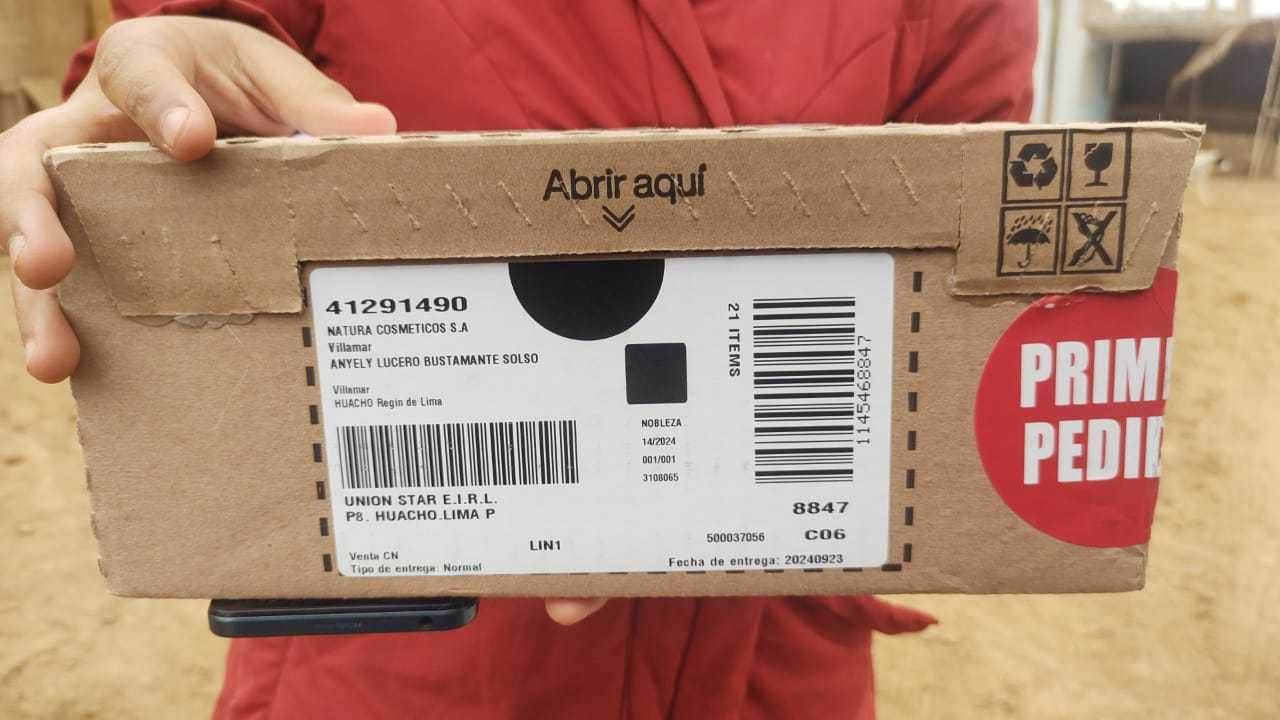 Abrir aquí
41291490
NATURA COSMETICOS S.A
Villamar
ANYELY LUCERO BUSTAMANTE SOLSO
Villamar
HUACHO Regin de Lima
21 ITEMS
1145468847
NOBLEZA
14/2024
001/001
3108065
UNION STAR E.I.R.L.
P8. HUACHO.LIMA P
8847
LIN1
500037056
C06
Venta CN
Tipo de entrega: Normal
Fecha de entrega: 20240923
PRIM
PEDI